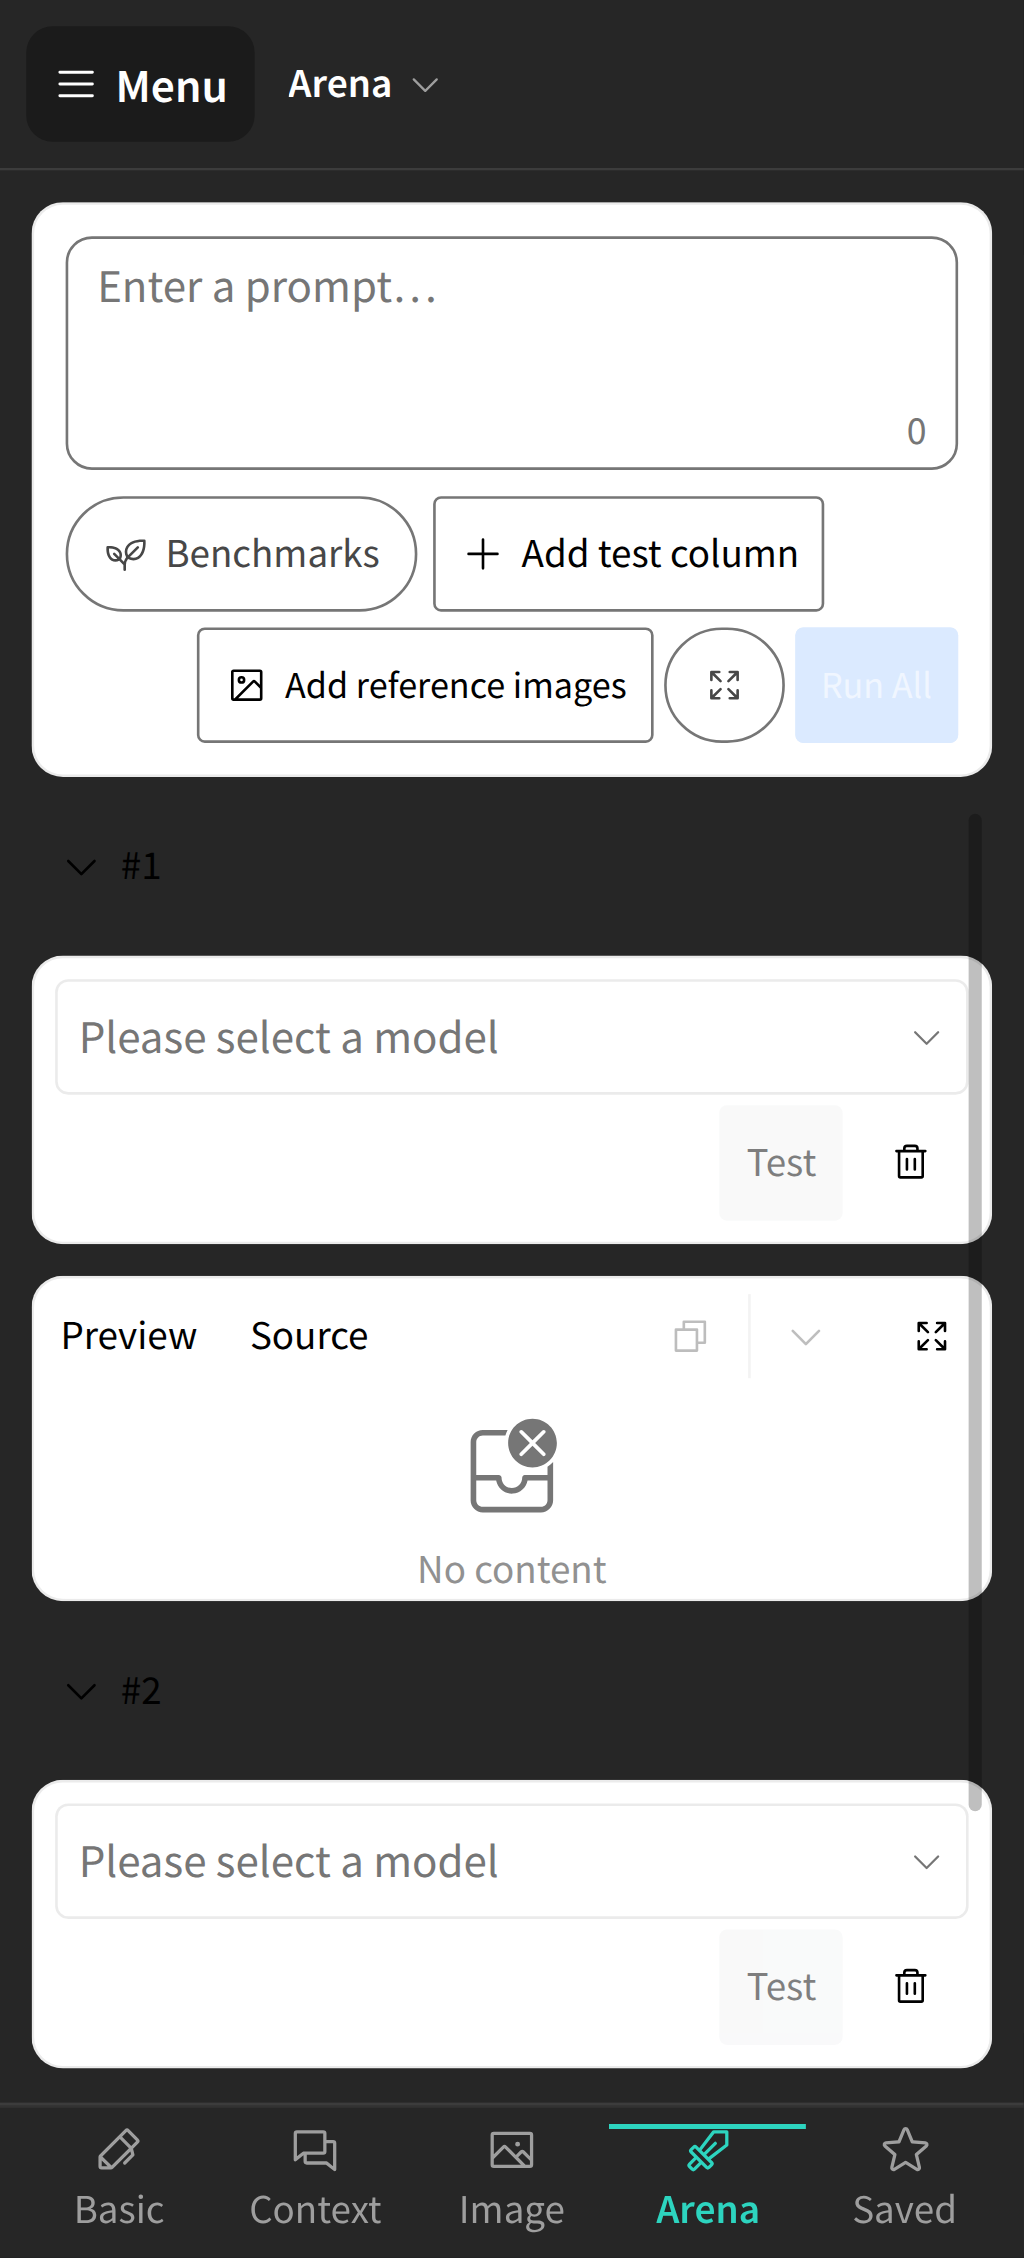 Menu
Arena
Enter a prompt...
0
Benchmarks
Add test column
Add reference images
Run All
#1
Please select a model
Test
Preview
Source
No content
#2
Please select a model
Test
Basic
Context
Image
Arena
Saved